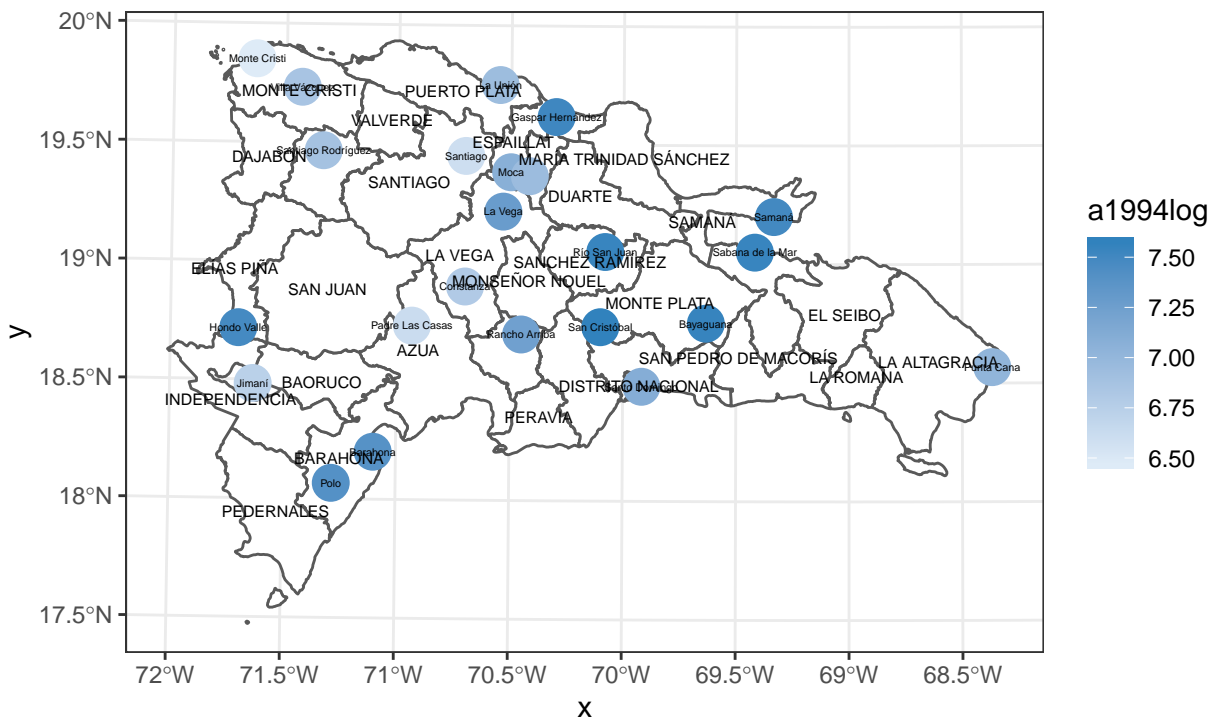 20°N
19.5°N
19°N
18.5°N
18°N
17.5°N
y
Monte Cristi
MONTE CRISTI
La Unión
PUERTO PLATA
Gaspar Hernández
VALVERDE
Santiago Rodríguez
DAJABÓN
Santiago
ESPAILLAT
MARÍA TRINIDAD SÁNCHEZ
Moca
SANTIAGO
DUARTE
La Vega
Samaná
SAMANÁ
Sabana de la Mar
Río San Juan
SÁNCHEZ RAMÍREZ
LA VEGA
ELÍAS PIÑA
MONSEÑOR NOUEL
Constanza
SAN JUAN
MONTE PLATA
EL SEIBO
Hondo Valle
Padre Las Casas
Rancho Arriba
San Cristóbal
Bayaguana
AZUA
SAN PEDRO DE MACORÍS
LA ALTAGRACIA
Punta Cana
LA ROMANA
Jimaní
BAORUCO
DISTRITO NACIONAL
Santo Domingo
INDEPENDENCIA
PERAVIA
Barahona
BARAHONA
Polo
PEDERNALES
72°W
71.5°W
71°W
70.5°W
70°W
69.5°W
69°W
68.5°W
x
a1994log
7.50
7.25
7.00
6.75
6.50